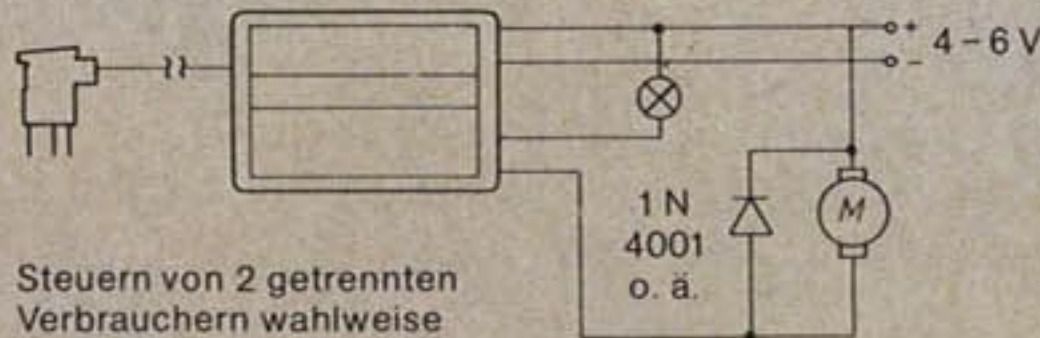 +
4 – 6 V
–
M
1 N
4001
o. ä.
Steuern von 2 getrennten
Verbrauchern wahlweise